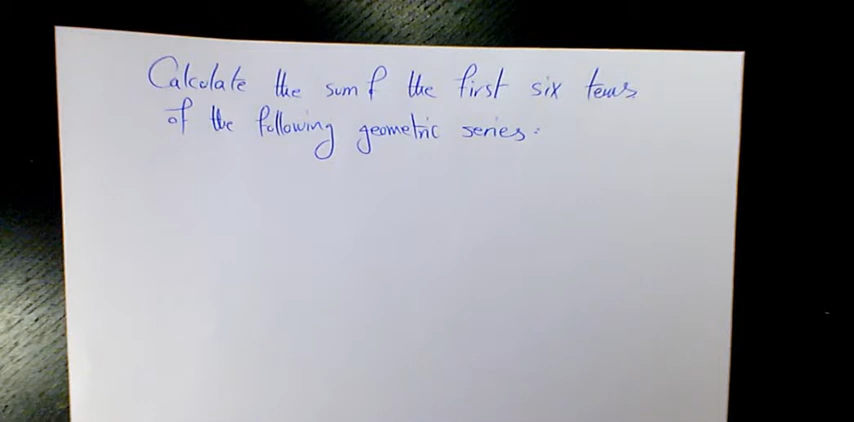 Calculate the sum of the first six terms
of the following geometric series: